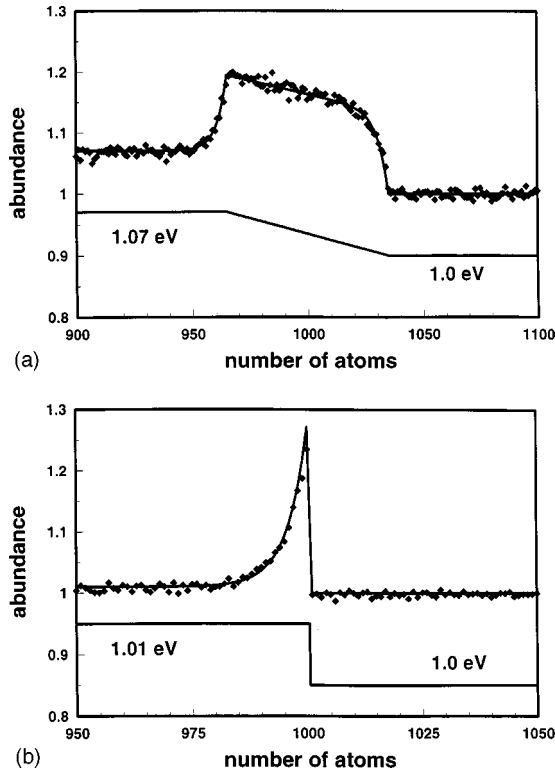 1.3
1.2
1.1
1
0.9
0.8
abundance
1.07 eV
1.0 eV
900
950
1000
1050
1100
(a)
number of atoms
1.3
1.2
1.1
1
0.9
0.8
abundance
1.01 eV
1.0 eV
950
975
1000
1025
1050
(b)
number of atoms